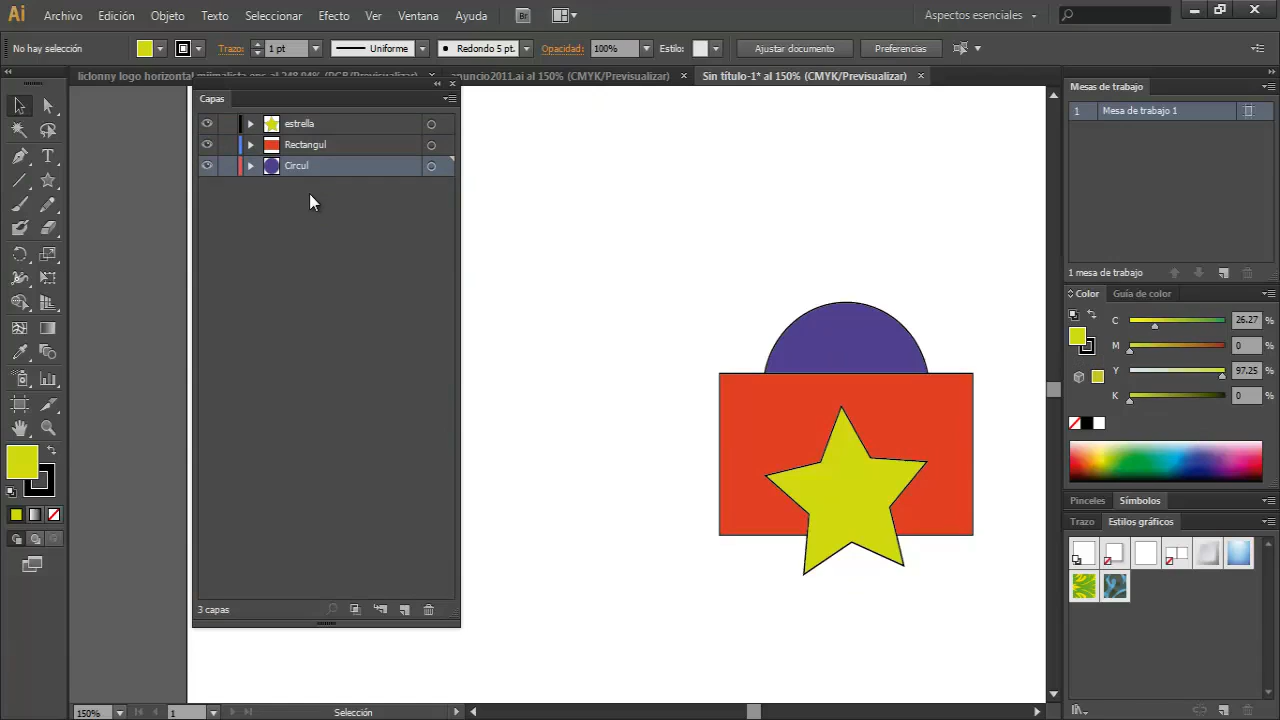 Ai Archivo Edición Objeto Texto Seleccionar Efecto Ver Ventana Ayuda Br Aspectos esenciales
No hay selección Trazo: 1 pt Uniforme Redondo 5 pt. Opacidad: 100% Estilo: Ajustar documento Preferencias
anuncio2011.ai al 150% (CMYK/Previsualizar) Sin título-1* al 150% (CMYK/Previsualizar)
Capas
estrella
Rectangul
Circul
3 capas
Mesas de trabajo
1 Mesa de trabajo 1
1 mesa de trabajo
Color Guía de color
C 26.27 %
M 0 %
Y 97.25 %
K 0 %
Pinceles Símbolos
Trazo Estilos gráficos
150% 1 Selección